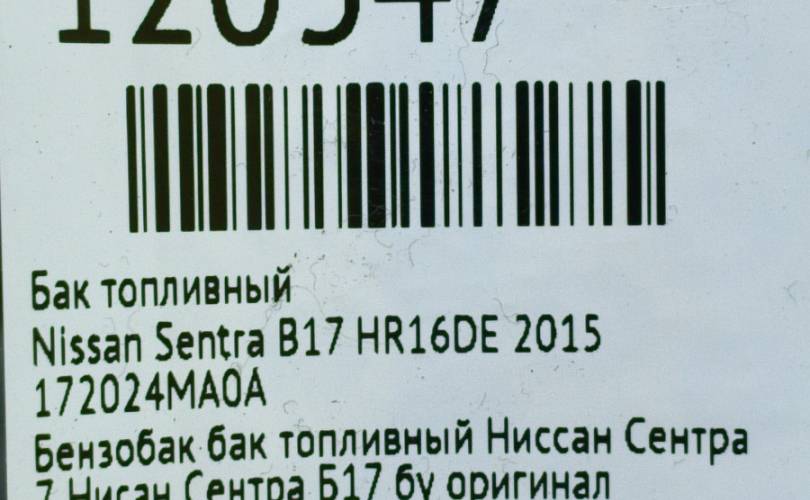 120547
Бак топливный
Nissan Sentra B17 HR16DE 2015
172024MA0A
Бензобак бак топливный Ниссан Сентра
7 Нисан Сентра Б17 бу оригинал